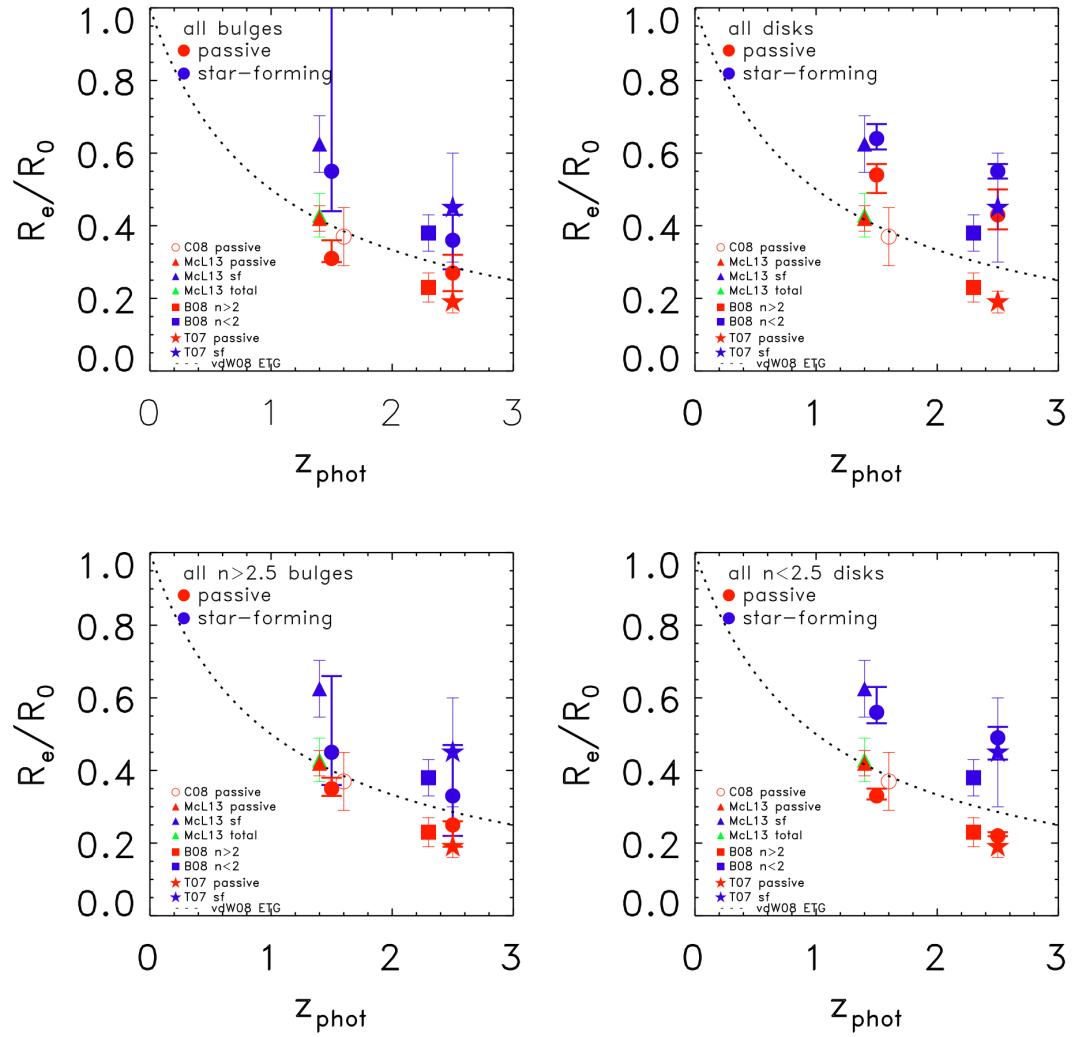 R_e/R_0
1.0
0.8
0.6
0.4
0.2
0.0
all bulges
passive
star-forming
C08 passive
McL13 passive
McL13 sf
McL13 total
B08 n>2
B08 n<2
T07 passive
T07 sf
vdW08 ETG
0 1 2 3
z_phot
R_e/R_0
1.0
0.8
0.6
0.4
0.2
0.0
all disks
passive
star-forming
C08 passive
McL13 passive
McL13 sf
McL13 total
B08 n>2
B08 n<2
T07 passive
T07 sf
vdW08 ETG
0 1 2 3
z_phot
R_e/R_0
1.0
0.8
0.6
0.4
0.2
0.0
all n>2.5 bulges
passive
star-forming
C08 passive
McL13 passive
McL13 sf
McL13 total
B08 n>2
B08 n<2
T07 passive
T07 sf
vdW08 ETG
0 1 2 3
z_phot
R_e/R_0
1.0
0.8
0.6
0.4
0.2
0.0
all n<2.5 disks
passive
star-forming
C08 passive
McL13 passive
McL13 sf
McL13 total
B08 n>2
B08 n<2
T07 passive
T07 sf
vdW08 ETG
0 1 2 3
z_phot